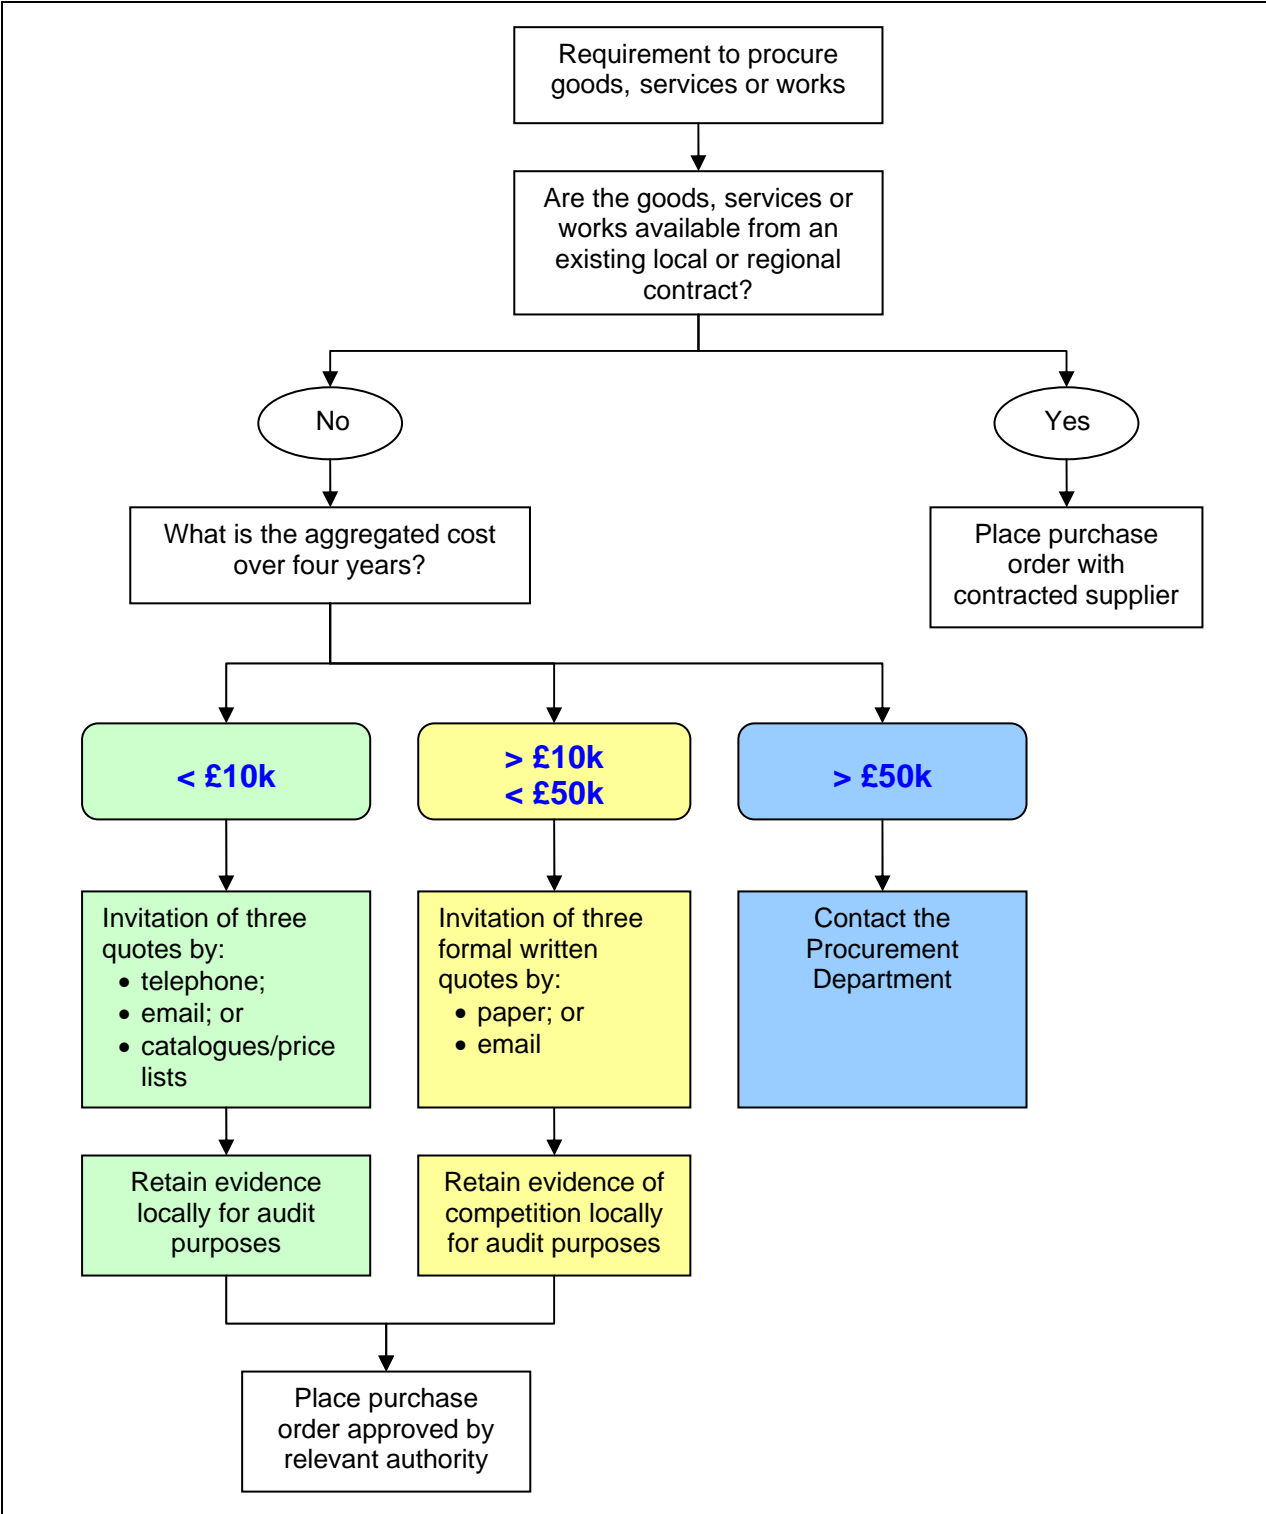 Requirement to procure
goods, services or works
Are the goods, services or
works available from an
existing local or regional
contract?
No
Yes
What is the aggregated cost
over four years?
Place purchase
order with
contracted supplier
< £10k
> £10k
< £50k
> £50k
Invitation of three
quotes by:
• telephone;
• email; or
• catalogues/price
lists
Invitation of three
formal written
quotes by:
• paper; or
• email
Contact the
Procurement
Department
Retain evidence
locally for audit
purposes
Retain evidence of
competition locally
for audit purposes
Place purchase
order approved by
relevant authority